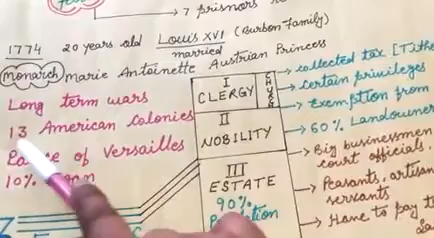 7 prisnors
1774 20 years old Louis XVI (Burbon Family)
married
Monarch Marie Antoinette Austrian Princess
Long term wars
13 American Colonies
of Versailles
10%
I
CLERGY
II
NOBILITY
III
ESTATE
90%
collected tax [Tithe
certain privileges
Exemption from
60% Landowner
Big businessmen
court officials,
Peasants, artisan
servants
Have to pay